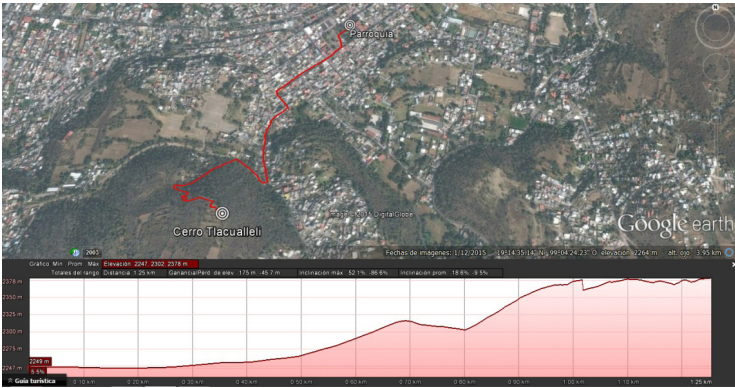 N
Parroquia
Cerro Tlacualleli
Image © 2015 DigitalGlobe
Google earth
2003
Fechas de imágenes: 1/12/2015 19°14'35.14" N 99°04'24.23" O elevación 2264 m alt. ojo 3.95 km
Gráfico Min Prom Máx Elevación 2247, 2302, 2378 m
Totales del rango Distancia 1.25 km Ganancia/Pérd. de elev 175 m -45.7 m Inclinación máx. 52.1% -86.6% Inclinación prom. 18.6% -9.5%
2378 m
2350 m
2325 m
2300 m
2275 m
2247 m
2249 m
5.5%
Guía turística
0.10 km 0.20 km 0.30 km 0.40 km 0.50 km 0.60 km 0.70 km 0.80 km 0.90 km 1.00 km 1.10 km 1.25 km